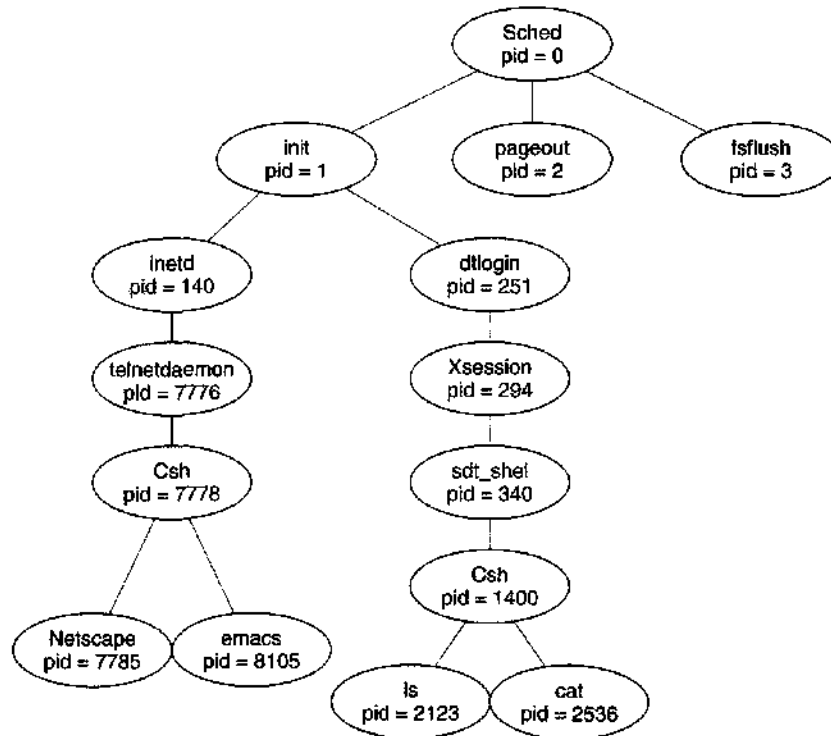 Sched
pid = 0
init
pid = 1
pageout
pid = 2
fsflush
pid = 3
inetd
pid = 140
dtlogin
pid = 251
telnetdaemon
pid = 7776
Xsession
pid = 294
Csh
pid = 7778
sdt_shel
pid = 340
Csh
pid = 1400
Netscape
pid = 7785
emacs
pid = 8105
ls
pid = 2123
cat
pid = 2536